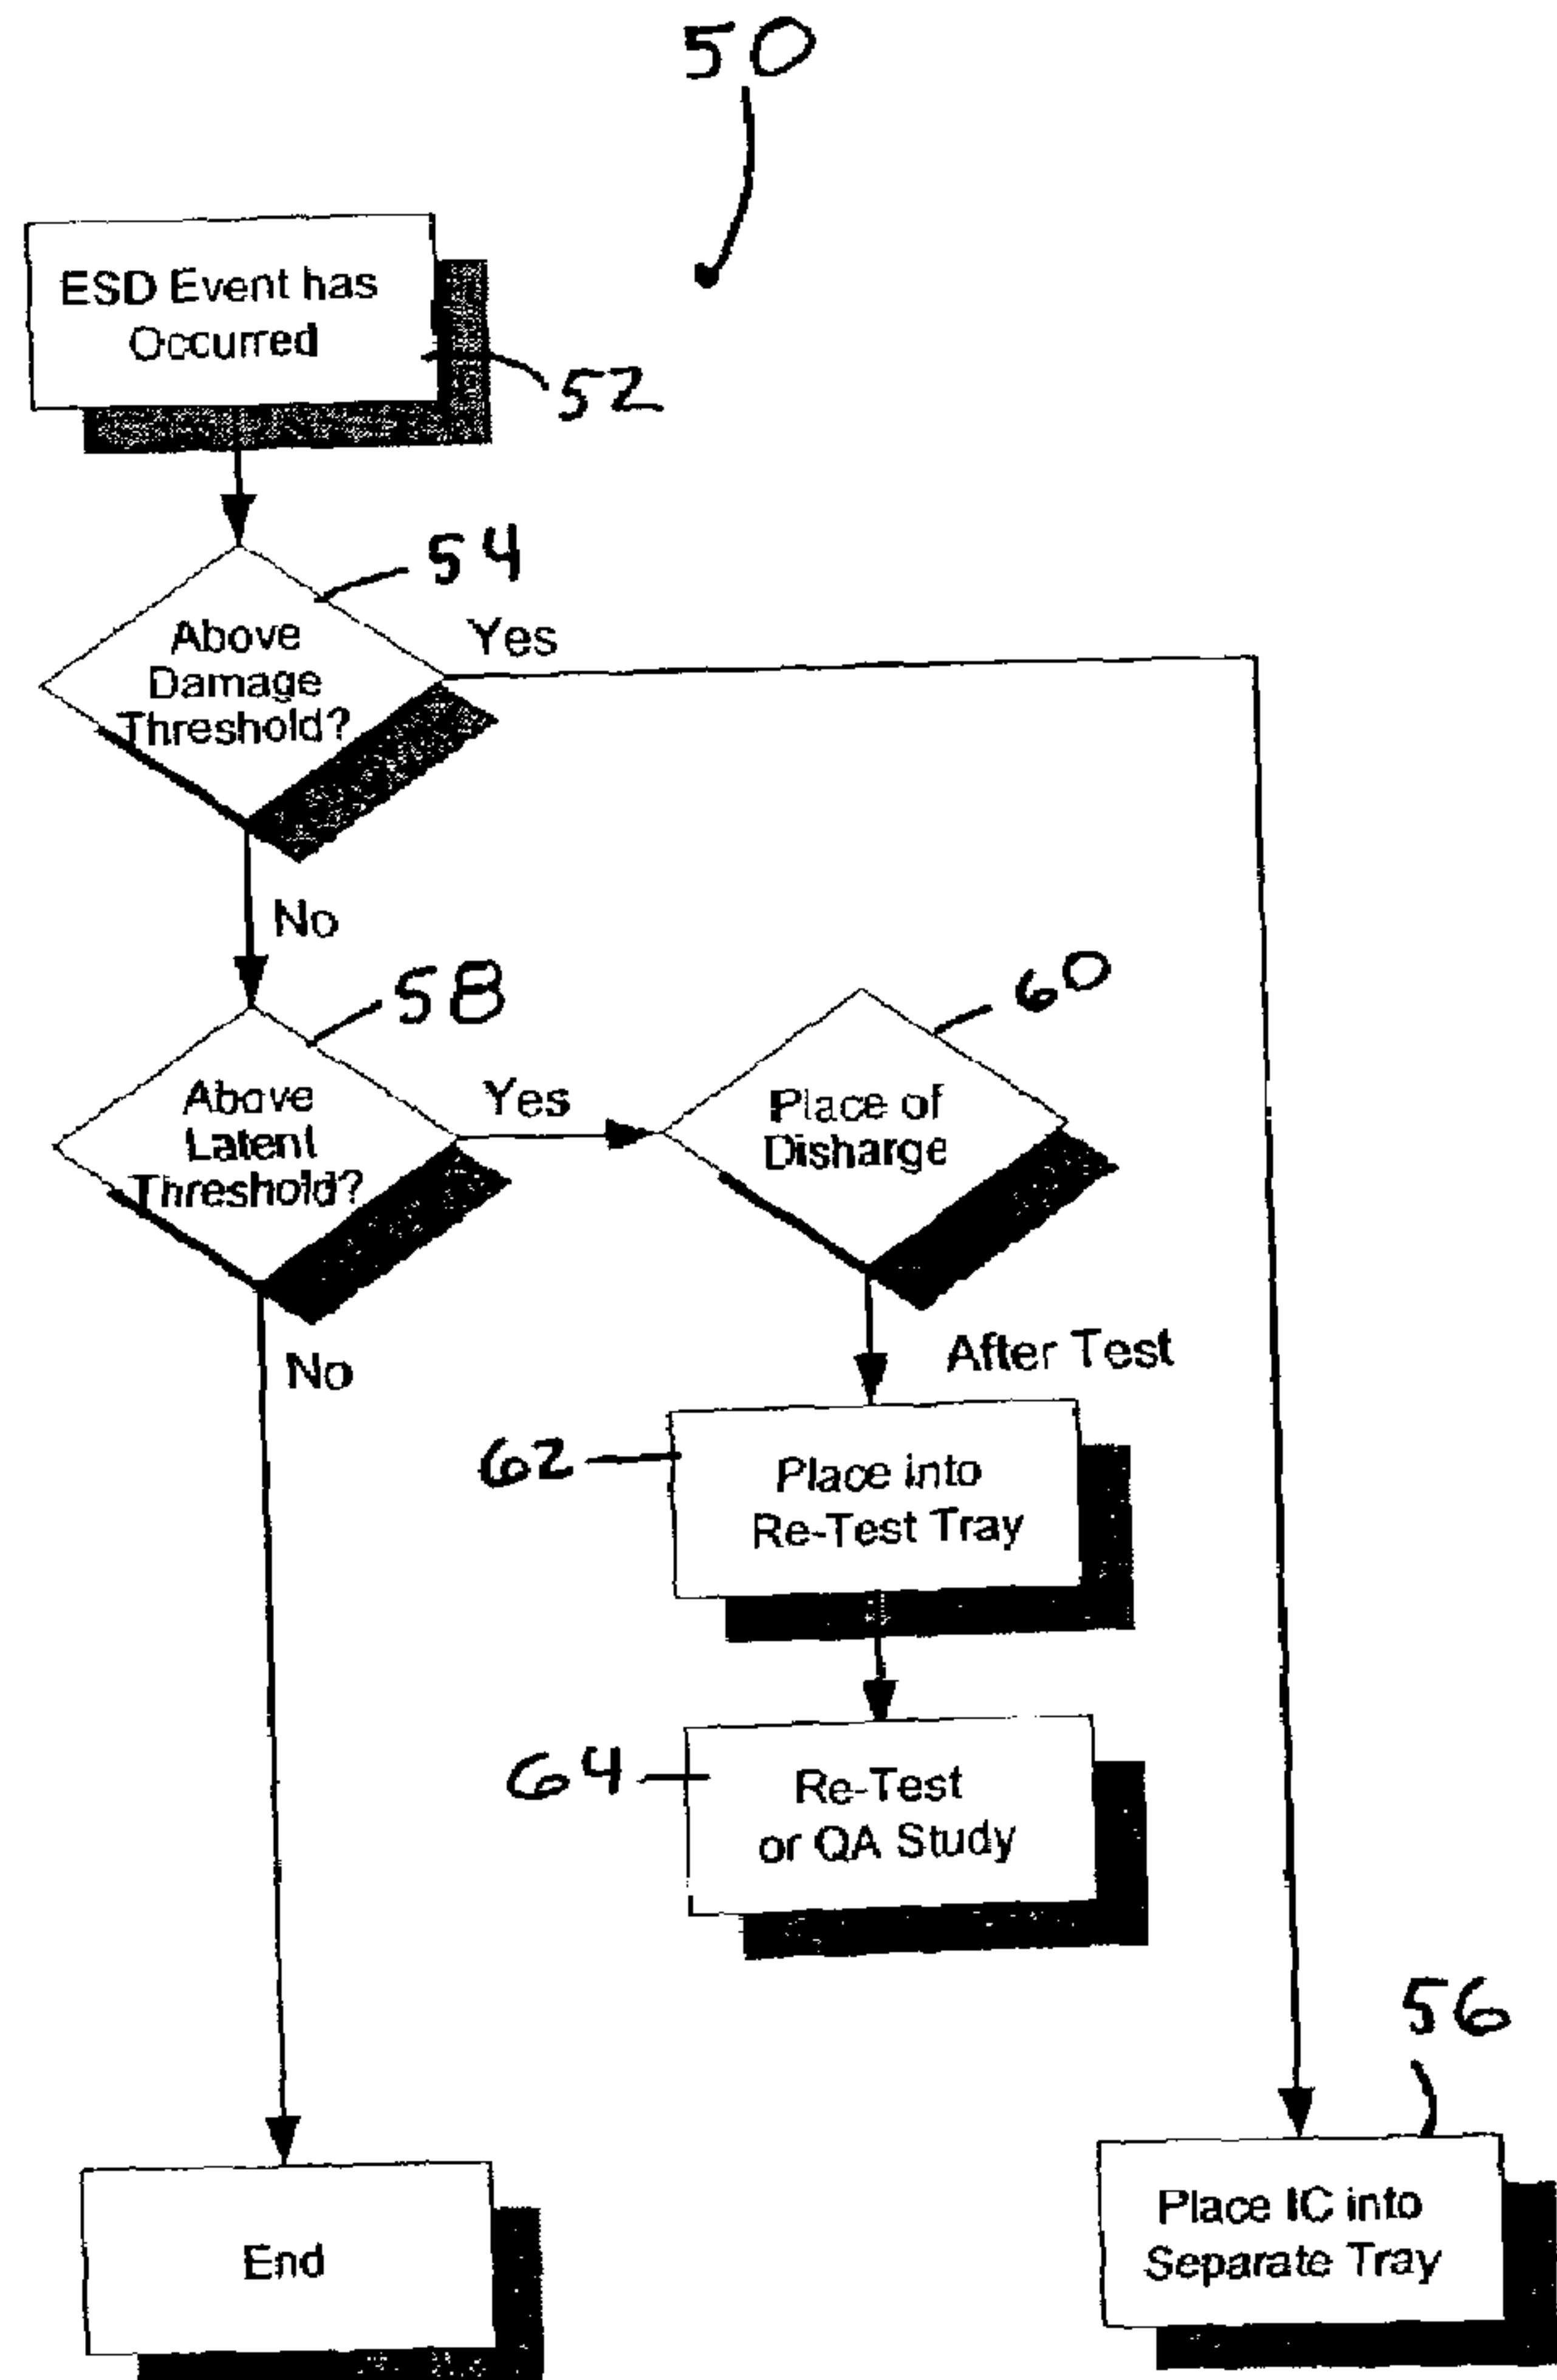 50
ESD Event has
Occurred
52
54
Above
Damage
Threshold?
Yes
No
58
Above
Latent
Threshold?
Yes
60
Place of
Disharge
No
After Test
62
Place into
Re-Test Tray
64
Re-Test
or QA Study
56
End
Place IC into
Separate Tray